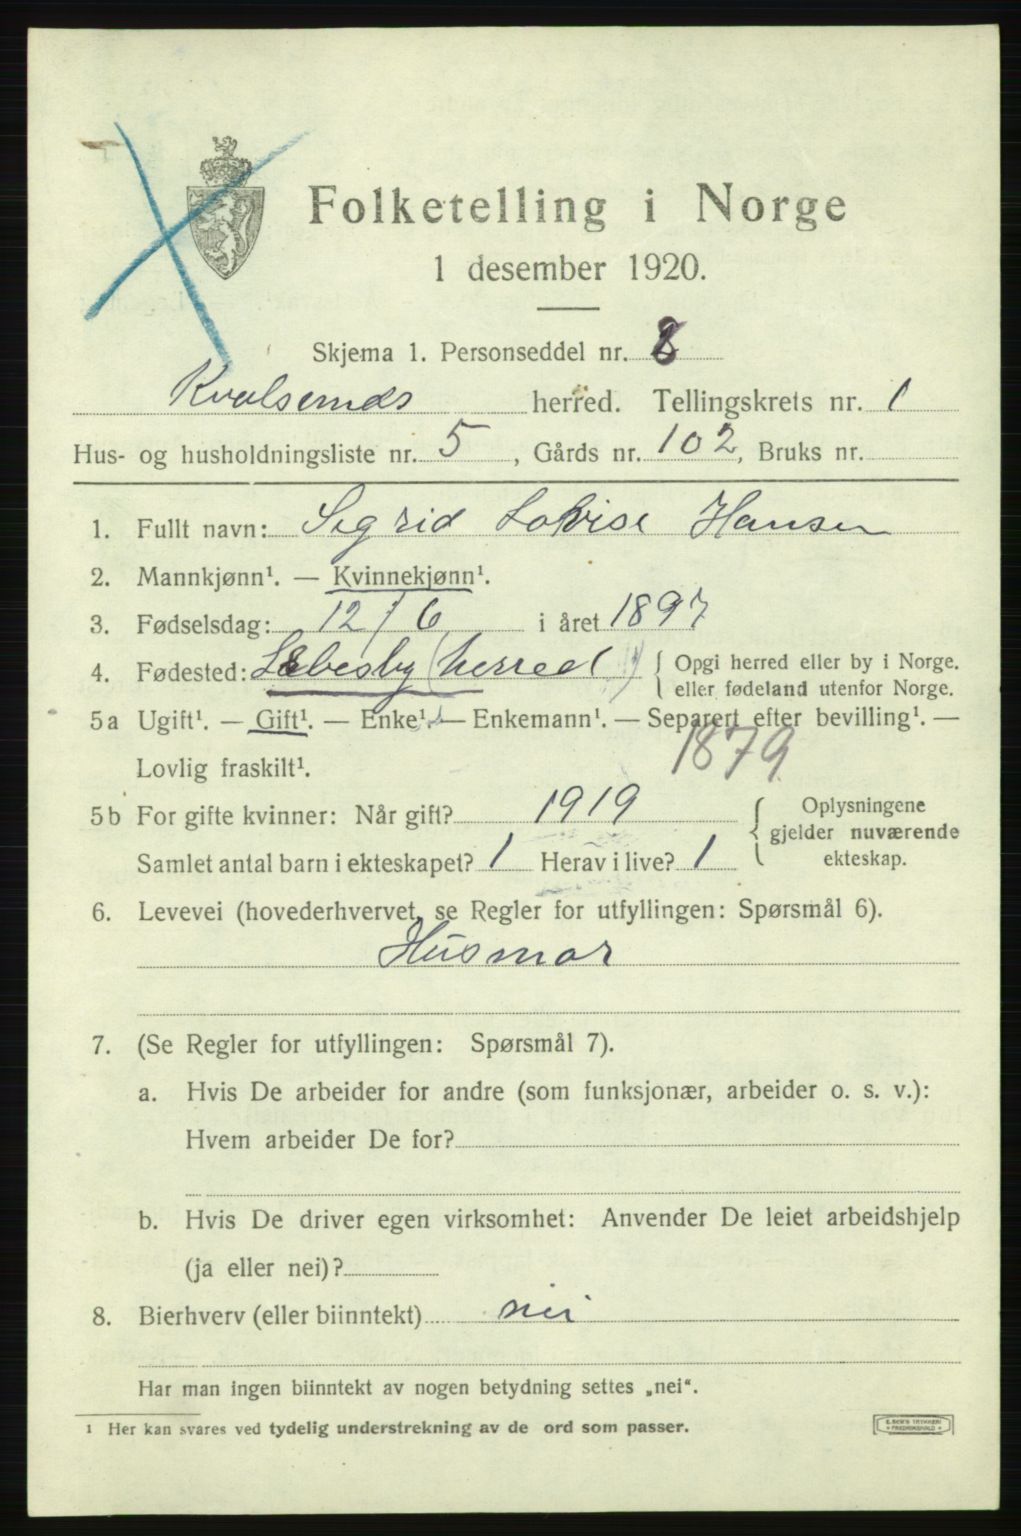 Folketelling i Norge
1 desember 1920.
Skjema 1. Personseddel nr. 8
Kvalsunds herred. Tellingskrets nr. 1
Hus- og husholdningsliste nr. 5, Gårds nr. 102, Bruks nr.
1. Fullt navn: Sigrid Lovise Hansen
2. Mannkjønn¹. — Kvinnekjønn¹.
3. Fødselsdag: 12/6 i året 1897
4. Fødested: Lebesby (herred) { Opgi herred eller by i Norge.
eller fødeland utenfor Norge.
5a Ugift¹. — Gift¹. — Enke¹. — Enkemann¹. — Separert efter bevilling¹. —
Lovlig fraskilt¹. 1879
5b For gifte kvinner: Når gift? 1919 { Oplysningene
gjelder nuværende
ekteskap.
Samlet antal barn i ekteskapet? 1 Herav i live? 1
6. Levevei (hovederhvervet, se Regler for utfyllingen: Spørsmål 6).
Husmor
7. (Se Regler for utfyllingen: Spørsmål 7).
a. Hvis De arbeider for andre (som funksjonær, arbeider o. s. v.):
Hvem arbeider De for?
b. Hvis De driver egen virksomhet: Anvender De leiet arbeidshjelp
(ja eller nei)?
8. Bierhverv (eller biinntekt) nei
Har man ingen biinntekt av nogen betydning settes „nei“.
¹ Her kan svares ved tydelig understrekning av de ord som passer.